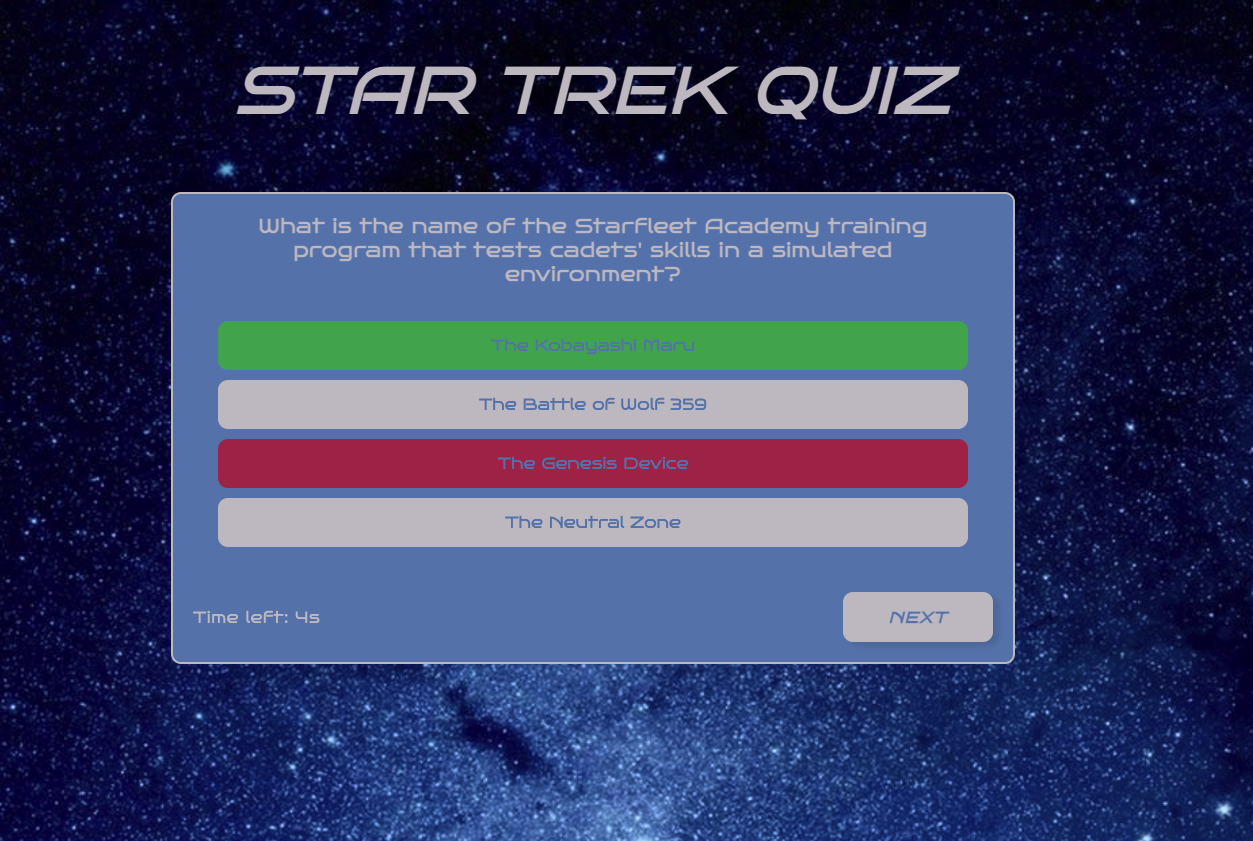 STAR TREK QUIZ
What is the name of the Starfleet Academy training
program that tests cadets' skills in a simulated
environment?
The Kobayashi Maru
The Battle of Wolf 359
The Genesis Device
The Neutral Zone
Time left: 4s
NEXT